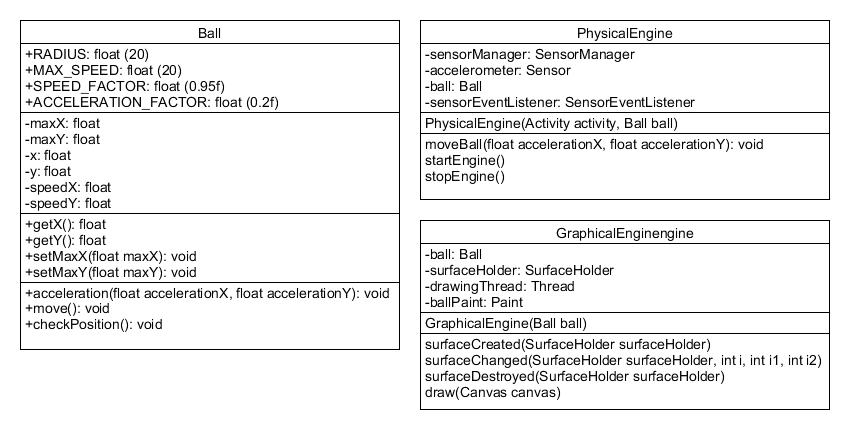 Ball
+RADIUS: float (20)
+MAX_SPEED: float (20)
+SPEED_FACTOR: float (0.95f)
+ACCELERATION_FACTOR: float (0.2f)
-maxX: float
-maxY: float
-x: float
-y: float
-speedX: float
-speedY: float
+getX(): float
+getY(): float
+setMaxX(float maxX): void
+setMaxY(float maxY): void
+acceleration(float accelerationX, float accelerationY): void
+move(): void
+checkPosition(): void
PhysicalEngine
-sensorManager: SensorManager
-accelerometer: Sensor
-ball: Ball
-sensorEventListener: SensorEventListener
PhysicalEngine(Activity activity, Ball ball)
moveBall(float accelerationX, float accelerationY): void
startEngine()
stopEngine()
GraphicalEnginengine
-ball: Ball
-surfaceHolder: SurfaceHolder
-drawingThread: Thread
-ballPaint: Paint
GraphicalEngine(Ball ball)
surfaceCreated(SurfaceHolder surfaceHolder)
surfaceChanged(SurfaceHolder surfaceHolder, int i, int i1, int i2)
surfaceDestroyed(SurfaceHolder surfaceHolder)
draw(Canvas canvas)